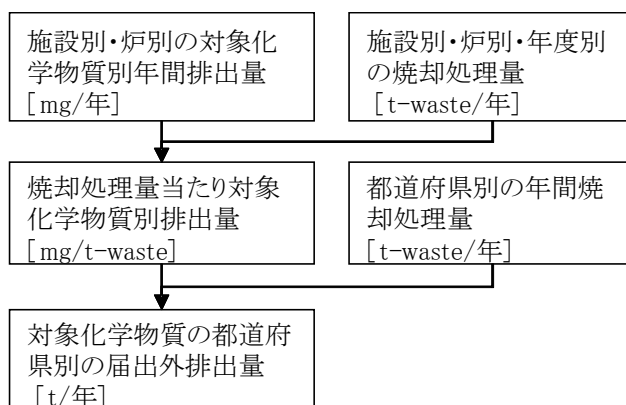 施設別・炉別の対象化
学物質別年間排出量
[mg/年]
施設別・炉別・年度別
の焼却処理量
[t-waste/年]
焼却処理量当たり対象
化学物質別排出量
[mg/t-waste]
都道府県別の年間焼
却処理量
[t-waste/年]
対象化学物質の都道府
県別の届出外排出量
[t/年]